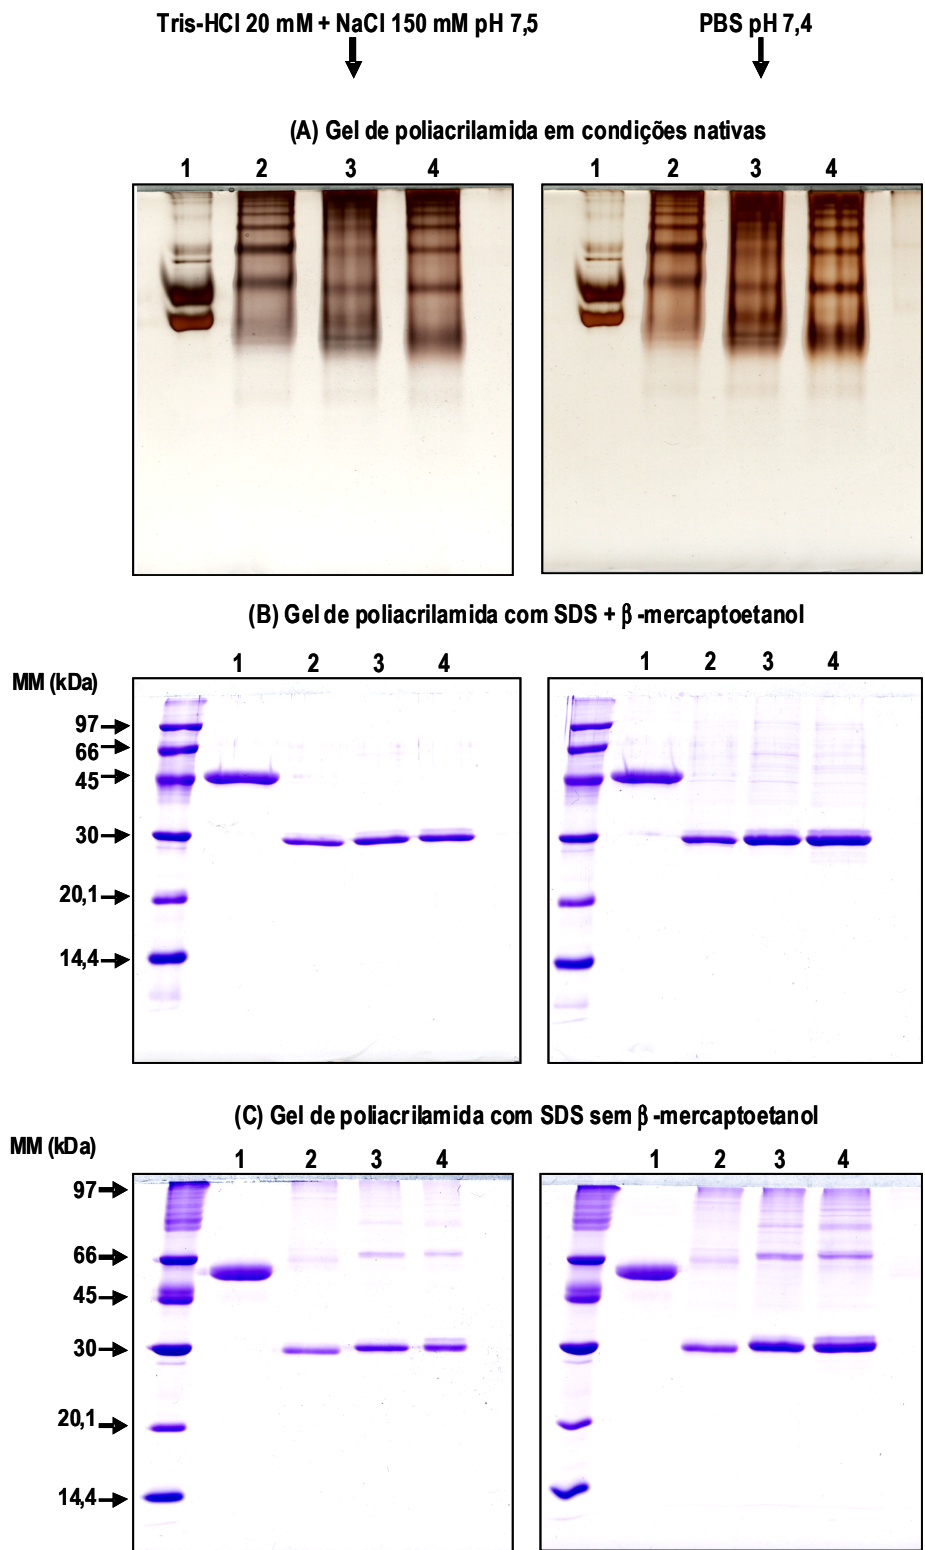 Tris-HCl 20 mM + NaCl 150 mM pH 7,5 PBS pH 7,4
(A) Gel de poliacrilamida em condições nativas
1 2 3 4 1 2 3 4
(B) Gel de poliacrilamida com SDS + β -mercaptoetanol
MM (kDa) 1 2 3 4 1 2 3 4
97
66
45
30
20,1
14,4
(C) Gel de poliacrilamida com SDS sem β -mercaptoetanol
MM (kDa) 1 2 3 4 1 2 3 4
97
66
45
30
20,1
14,4